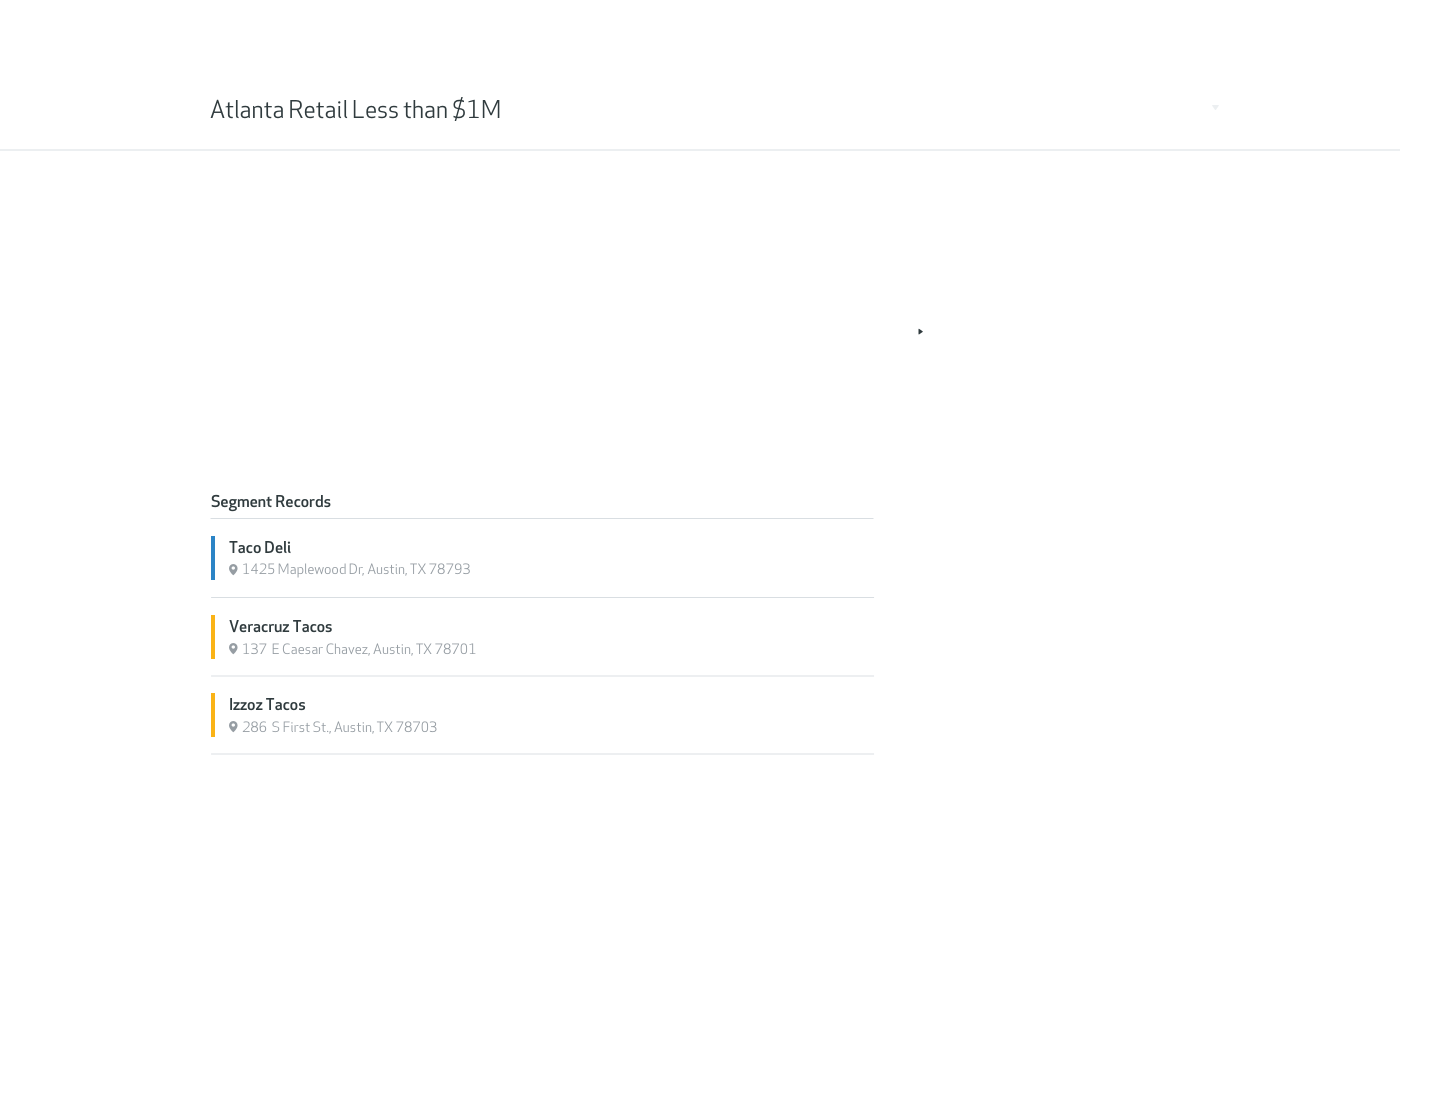 Atlanta Retail Less than $1M
Segment Records
Taco Deli
1425 Maplewood Dr, Austin, TX 78793
Veracruz Tacos
137 E Caesar Chavez, Austin, TX 78701
Izzoz Tacos
286 S First St., Austin, TX 78703